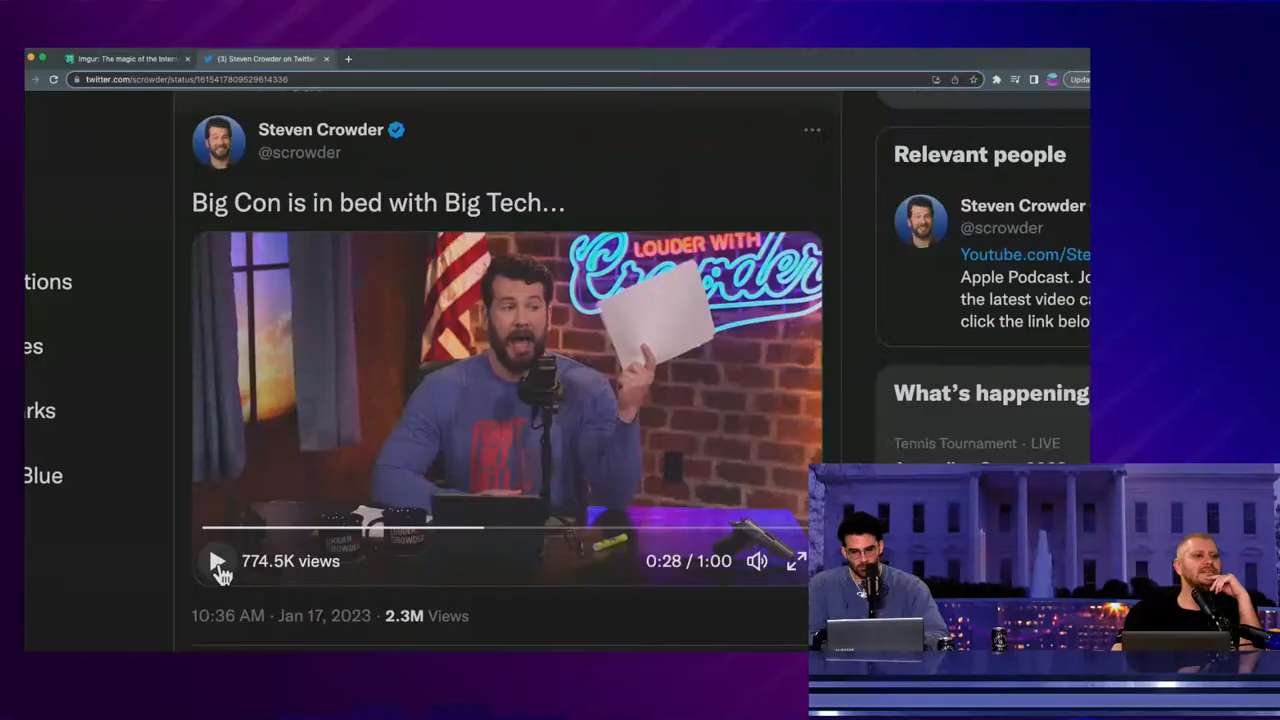 Imgur: The magic of the Intern
(3) Steven Crowder on Twitter
twitter.com/scrowder/status/1615417809529614336
Upda
Steven Crowder
@scrowder
Big Con is in bed with Big Tech...
LOUDER WITH
Crowder
774.5K views
0:28 / 1:00
10:36 AM · Jan 17, 2023 · 2.3M Views
tions
es
rks
Blue
Relevant people
Steven Crowder
@scrowder
Youtube.com/Ste
Apple Podcast. Jo
the latest video ca
click the link belo
What's happening
Tennis Tournament · LIVE